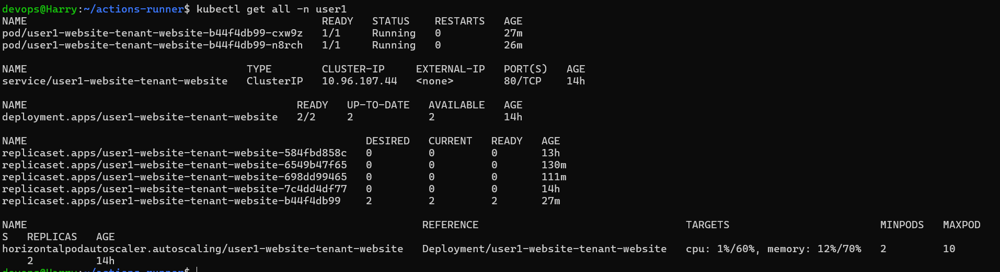 devops@Harry:~/actions-runner$ kubectl get all -n user1
NAME                                               READY   STATUS    RESTARTS   AGE
pod/user1-website-tenant-website-b44f4db99-cxw9z   1/1     Running   0          27m
pod/user1-website-tenant-website-b44f4db99-n8rch   1/1     Running   0          26m
NAME                                   TYPE        CLUSTER-IP     EXTERNAL-IP   PORT(S)   AGE
service/user1-website-tenant-website   ClusterIP   10.96.107.44   <none>        80/TCP    14h
NAME                                           READY   UP-TO-DATE   AVAILABLE   AGE
deployment.apps/user1-website-tenant-website   2/2     2            2           14h
NAME                                                      DESIRED   CURRENT   READY   AGE
replicaset.apps/user1-website-tenant-website-584fbd858c   0         0         0       13h
replicaset.apps/user1-website-tenant-website-6549b47f65   0         0         0       130m
replicaset.apps/user1-website-tenant-website-698dd99465   0         0         0       111m
replicaset.apps/user1-website-tenant-website-7c4dd4df77   0         0         0       14h
replicaset.apps/user1-website-tenant-website-b44f4db99    2         2         2       27m
NAME                                                               REFERENCE                                 TARGETS                        MINPODS   MAXPOD
S   REPLICAS   AGE
horizontalpodautoscaler.autoscaling/user1-website-tenant-website   Deployment/user1-website-tenant-website   cpu: 1%/60%, memory: 12%/70%   2         10
    2          14h
devops@Harry:~/actions-runner$